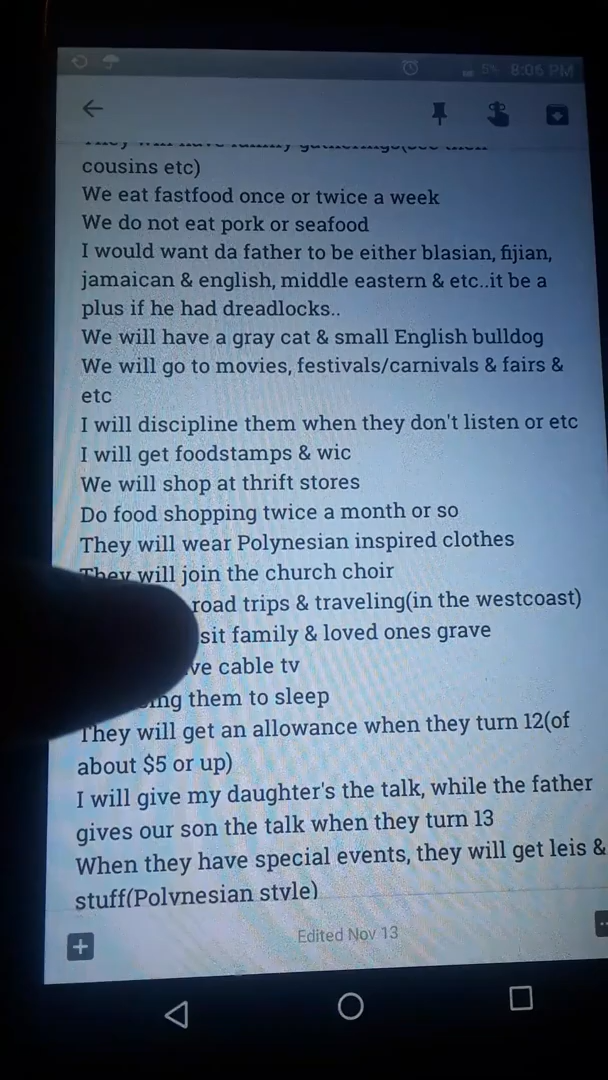 8:06 PM
cousins etc)
We eat fastfood once or twice a week
We do not eat pork or seafood
I would want da father to be either blasian, fijian,
jamaican & english, middle eastern & etc..it be a
plus if he had dreadlocks..
We will have a gray cat & small English bulldog
We will go to movies, festivals/carnivals & fairs &
etc
I will discipline them when they don't listen or etc
I will get foodstamps & wic
We will shop at thrift stores
Do food shopping twice a month or so
They will wear Polynesian inspired clothes
They will join the church choir
road trips & traveling(in the westcoast)
family & loved ones grave
cable tv
them to sleep
They will get an allowance when they turn 12(of
about $5 or up)
I will give my daughter's the talk, while the father
gives our son the talk when they turn 13
When they have special events, they will get leis &
stuff(Polynesian style)
Edited Nov 13